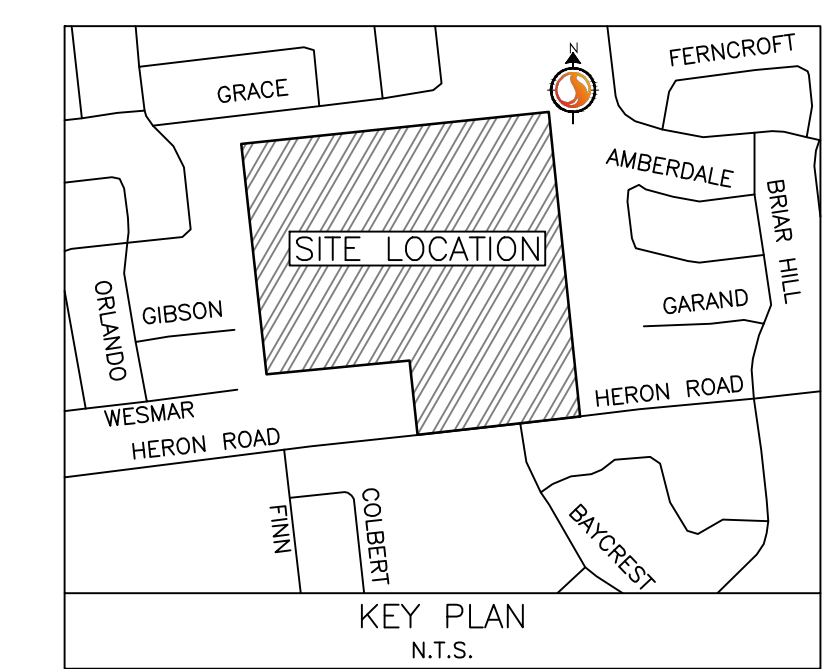 N
FERNCROFT
GRACE
AMBERDALE
BRIAR HILL
SITE LOCATION
ORLANDO
GIBSON
GARAND
WESMAR
HERON ROAD
HERON ROAD
FINN
COLBERT
BAYCREST
KEY PLAN
N.T.S.